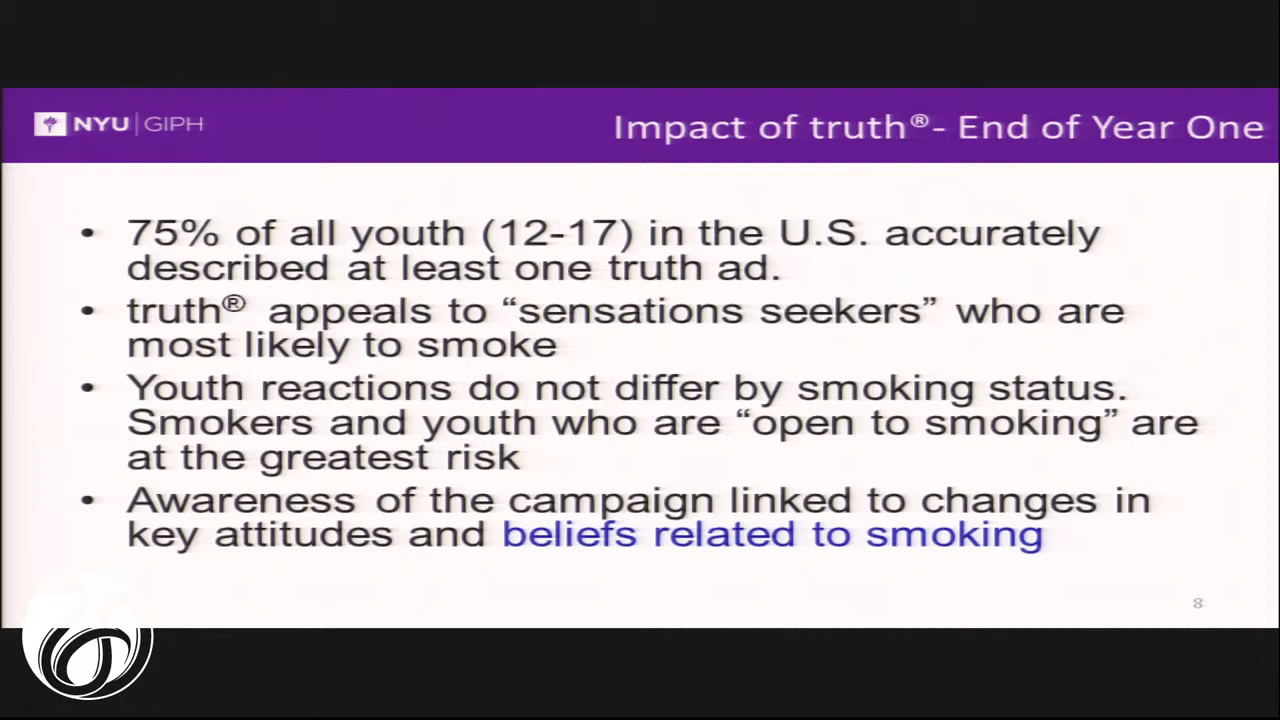 NYU | GIPH
Impact of truth®- End of Year One
• 75% of all youth (12-17) in the U.S. accurately
described at least one truth ad.
• truth® appeals to “sensations seekers” who are
most likely to smoke
• Youth reactions do not differ by smoking status.
Smokers and youth who are “open to smoking” are
at the greatest risk
• Awareness of the campaign linked to changes in
key attitudes and beliefs related to smoking
8